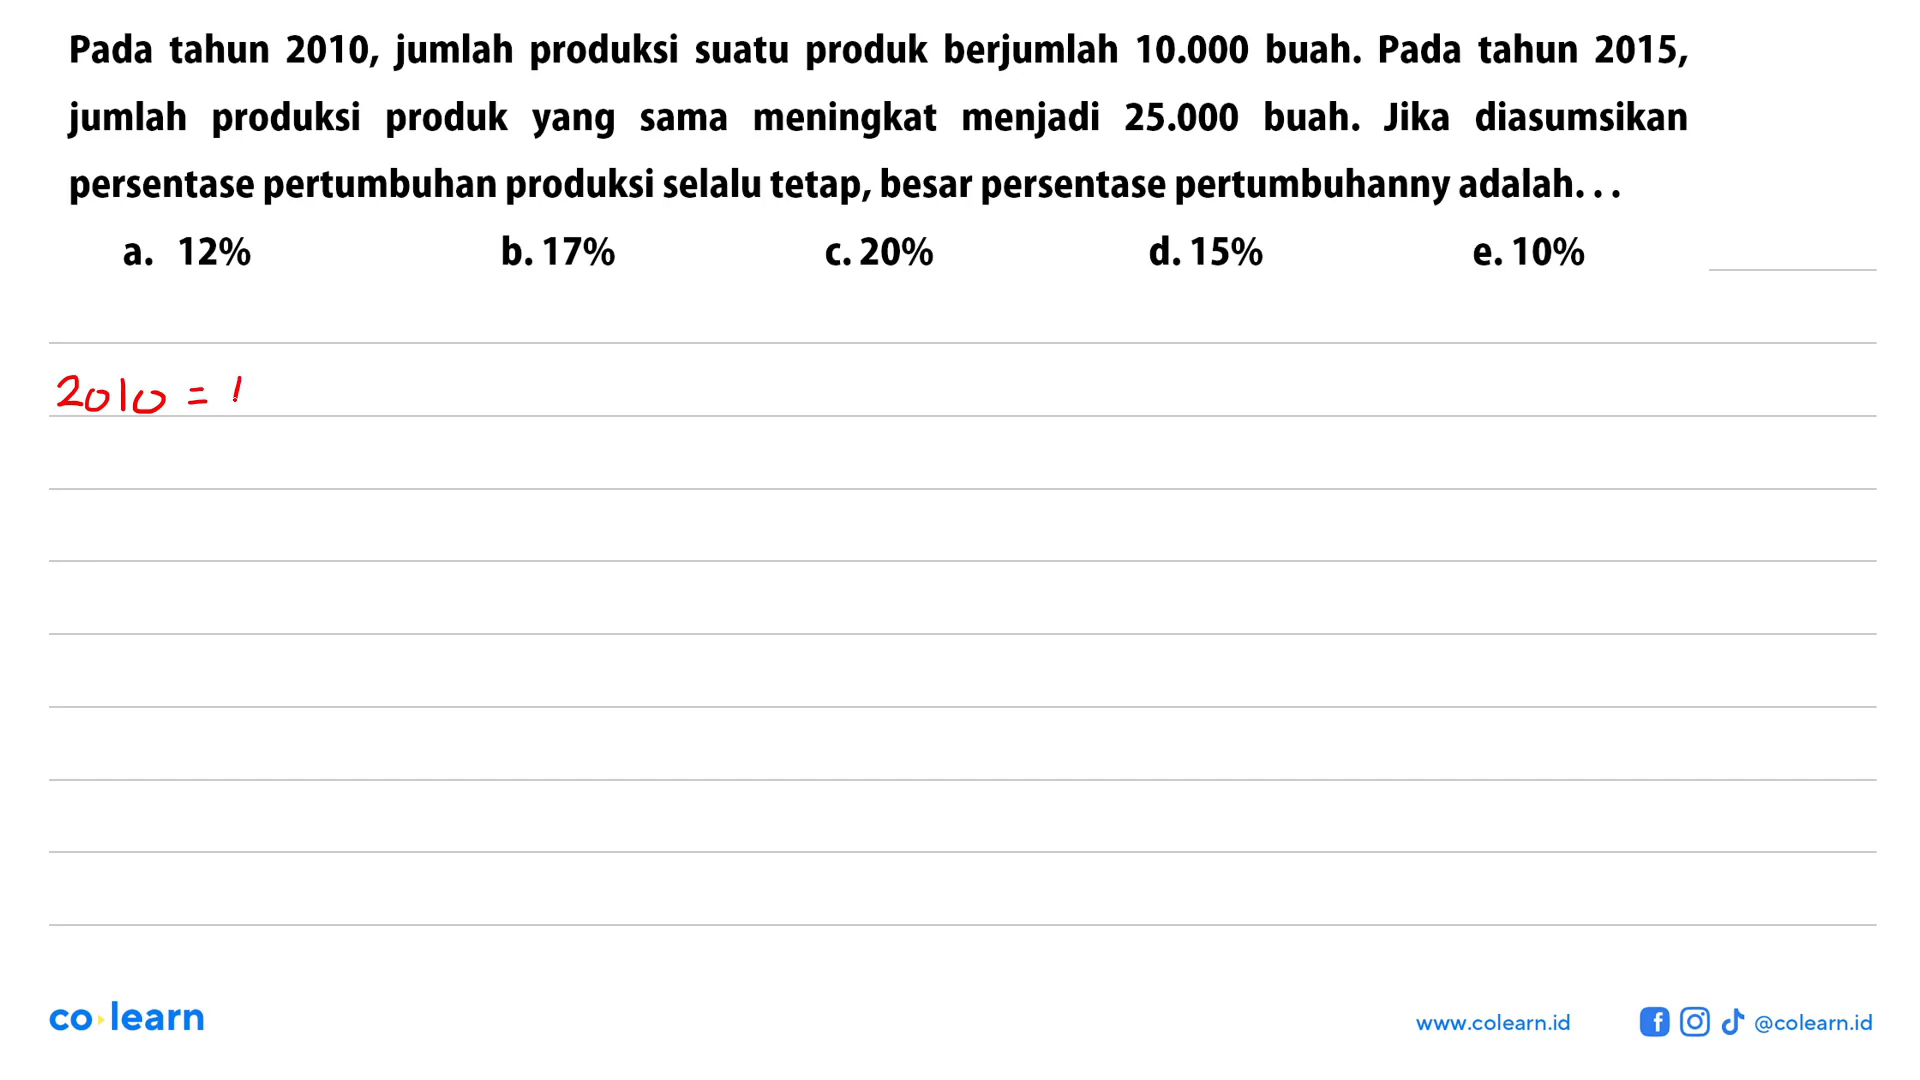 Pada tahun 2010, jumlah produksi suatu produk berjumlah 10.000 buah. Pada tahun 2015,
jumlah produksi produk yang sama meningkat menjadi 25.000 buah. Jika diasumsikan
persentase pertumbuhan produksi selalu tetap, besar persentase pertumbuhanny adalah. . .
a. 12% b. 17% c. 20% d. 15% e. 10%
2010 = 1
co learn
www.colearn.id @colearn.id